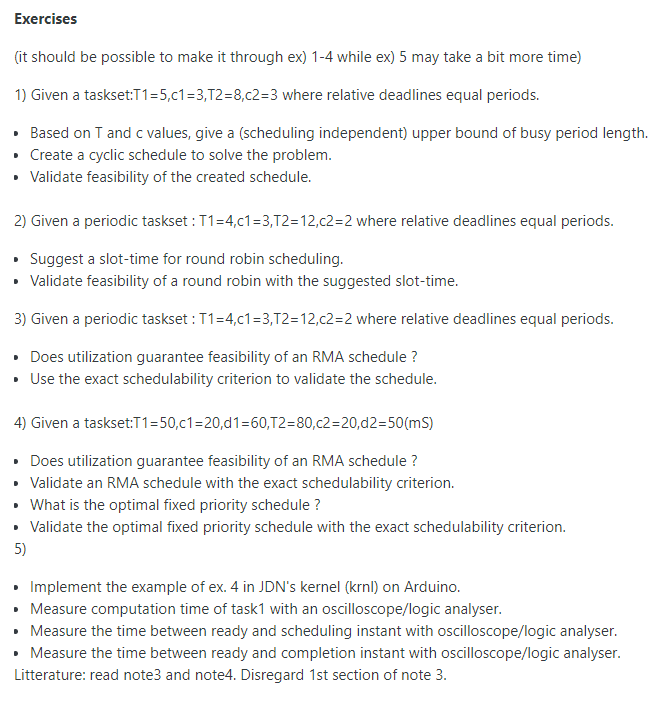 Exercises
(it should be possible to make it through ex) 1-4 while ex) 5 may take a bit more time)
1) Given a taskset:T1=5,c1=3,T2=8,c2=3 where relative deadlines equal periods.
• Based on T and c values, give a (scheduling independent) upper bound of busy period length.
• Create a cyclic schedule to solve the problem.
• Validate feasibility of the created schedule.
2) Given a periodic taskset : T1=4,c1=3,T2=12,c2=2 where relative deadlines equal periods.
• Suggest a slot-time for round robin scheduling.
• Validate feasibility of a round robin with the suggested slot-time.
3) Given a periodic taskset : T1=4,c1=3,T2=12,c2=2 where relative deadlines equal periods.
• Does utilization guarantee feasibility of an RMA schedule ?
• Use the exact schedulability criterion to validate the schedule.
4) Given a taskset:T1=50,c1=20,d1=60,T2=80,c2=20,d2=50(mS)
• Does utilization guarantee feasibility of an RMA schedule ?
• Validate an RMA schedule with the exact schedulability criterion.
• What is the optimal fixed priority schedule ?
• Validate the optimal fixed priority schedule with the exact schedulability criterion.
5)
• Implement the example of ex. 4 in JDN's kernel (krnl) on Arduino.
• Measure computation time of task1 with an oscilloscope/logic analyser.
• Measure the time between ready and scheduling instant with oscilloscope/logic analyser.
• Measure the time between ready and completion instant with oscilloscope/logic analyser.
Litterature: read note3 and note4. Disregard 1st section of note 3.